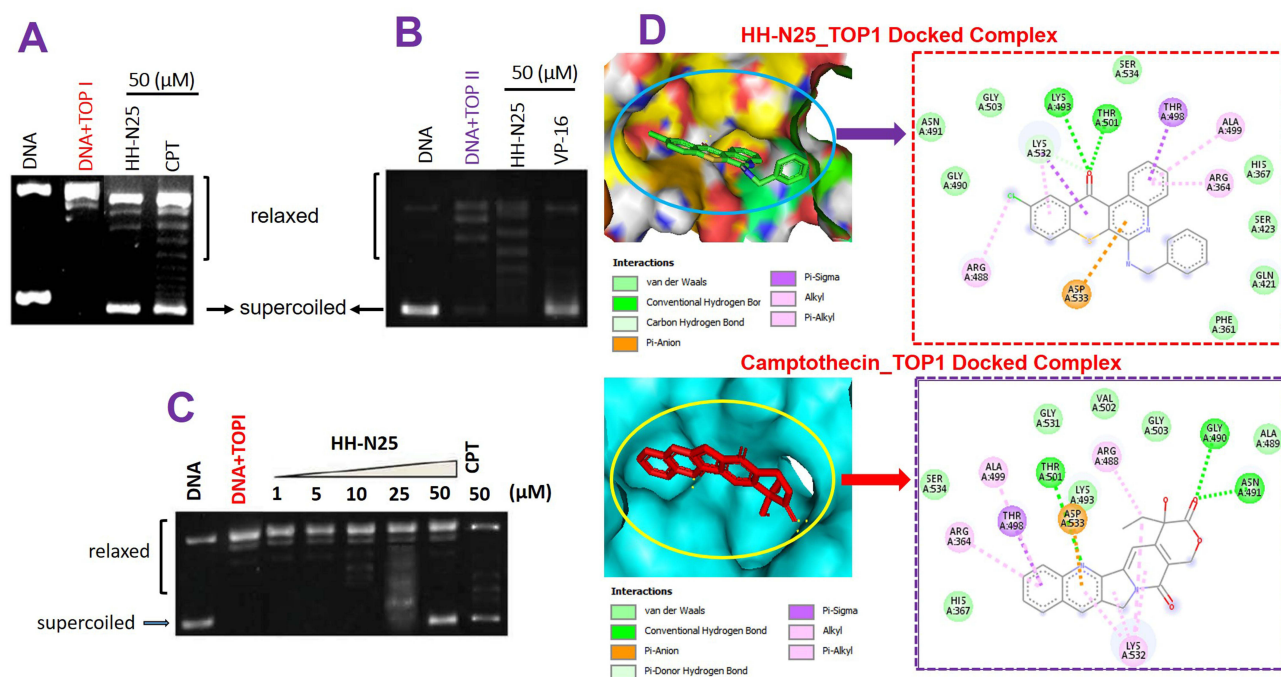 A
50 (μM)
DNA
DNA+TOP I
HH-N25
CPT
relaxed
supercoiled
B
50 (μM)
DNA
DNA+TOP II
HH-N25
VP-16
C
HH-N25
DNA
DNA+TOPI
1 5 10 25 50
CPT
50 (μM)
relaxed
supercoiled
D
HH-N25_TOP1 Docked Complex
Interactions
van der Waals
Conventional Hydrogen Bor
Carbon Hydrogen Bond
Pi-Anion
Pi-Sigma
Alkyl
Pi-Alkyl
SER
A:534
GLY
A:503
LYS
A:493
THR
A:501
THR
A:498
ALA
A:499
ASN
A:491
LYS
A:532
HIS
A:367
GLY
A:490
ARG
A:364
O
Cl
S
N
HN
SER
A:423
ARG
A:488
ASP
A:533
GLN
A:421
PHE
A:361
Camptothecin_TOP1 Docked Complex
Interactions
van der Waals
Conventional Hydrogen Bond
Pi-Anion
Pi-Donor Hydrogen Bond
Pi-Sigma
Alkyl
Pi-Alkyl
GLY
A:531
VAL
A:502
GLY
A:503
GLY
A:490
ALA
A:489
ARG
A:488
SER
A:534
ALA
A:499
THR
A:501
LYS
A:493
ASN
A:491
THR
A:498
ASP
A:533
ARG
A:364
HIS
A:367
LYS
A:532
O
O
O
O
N
N